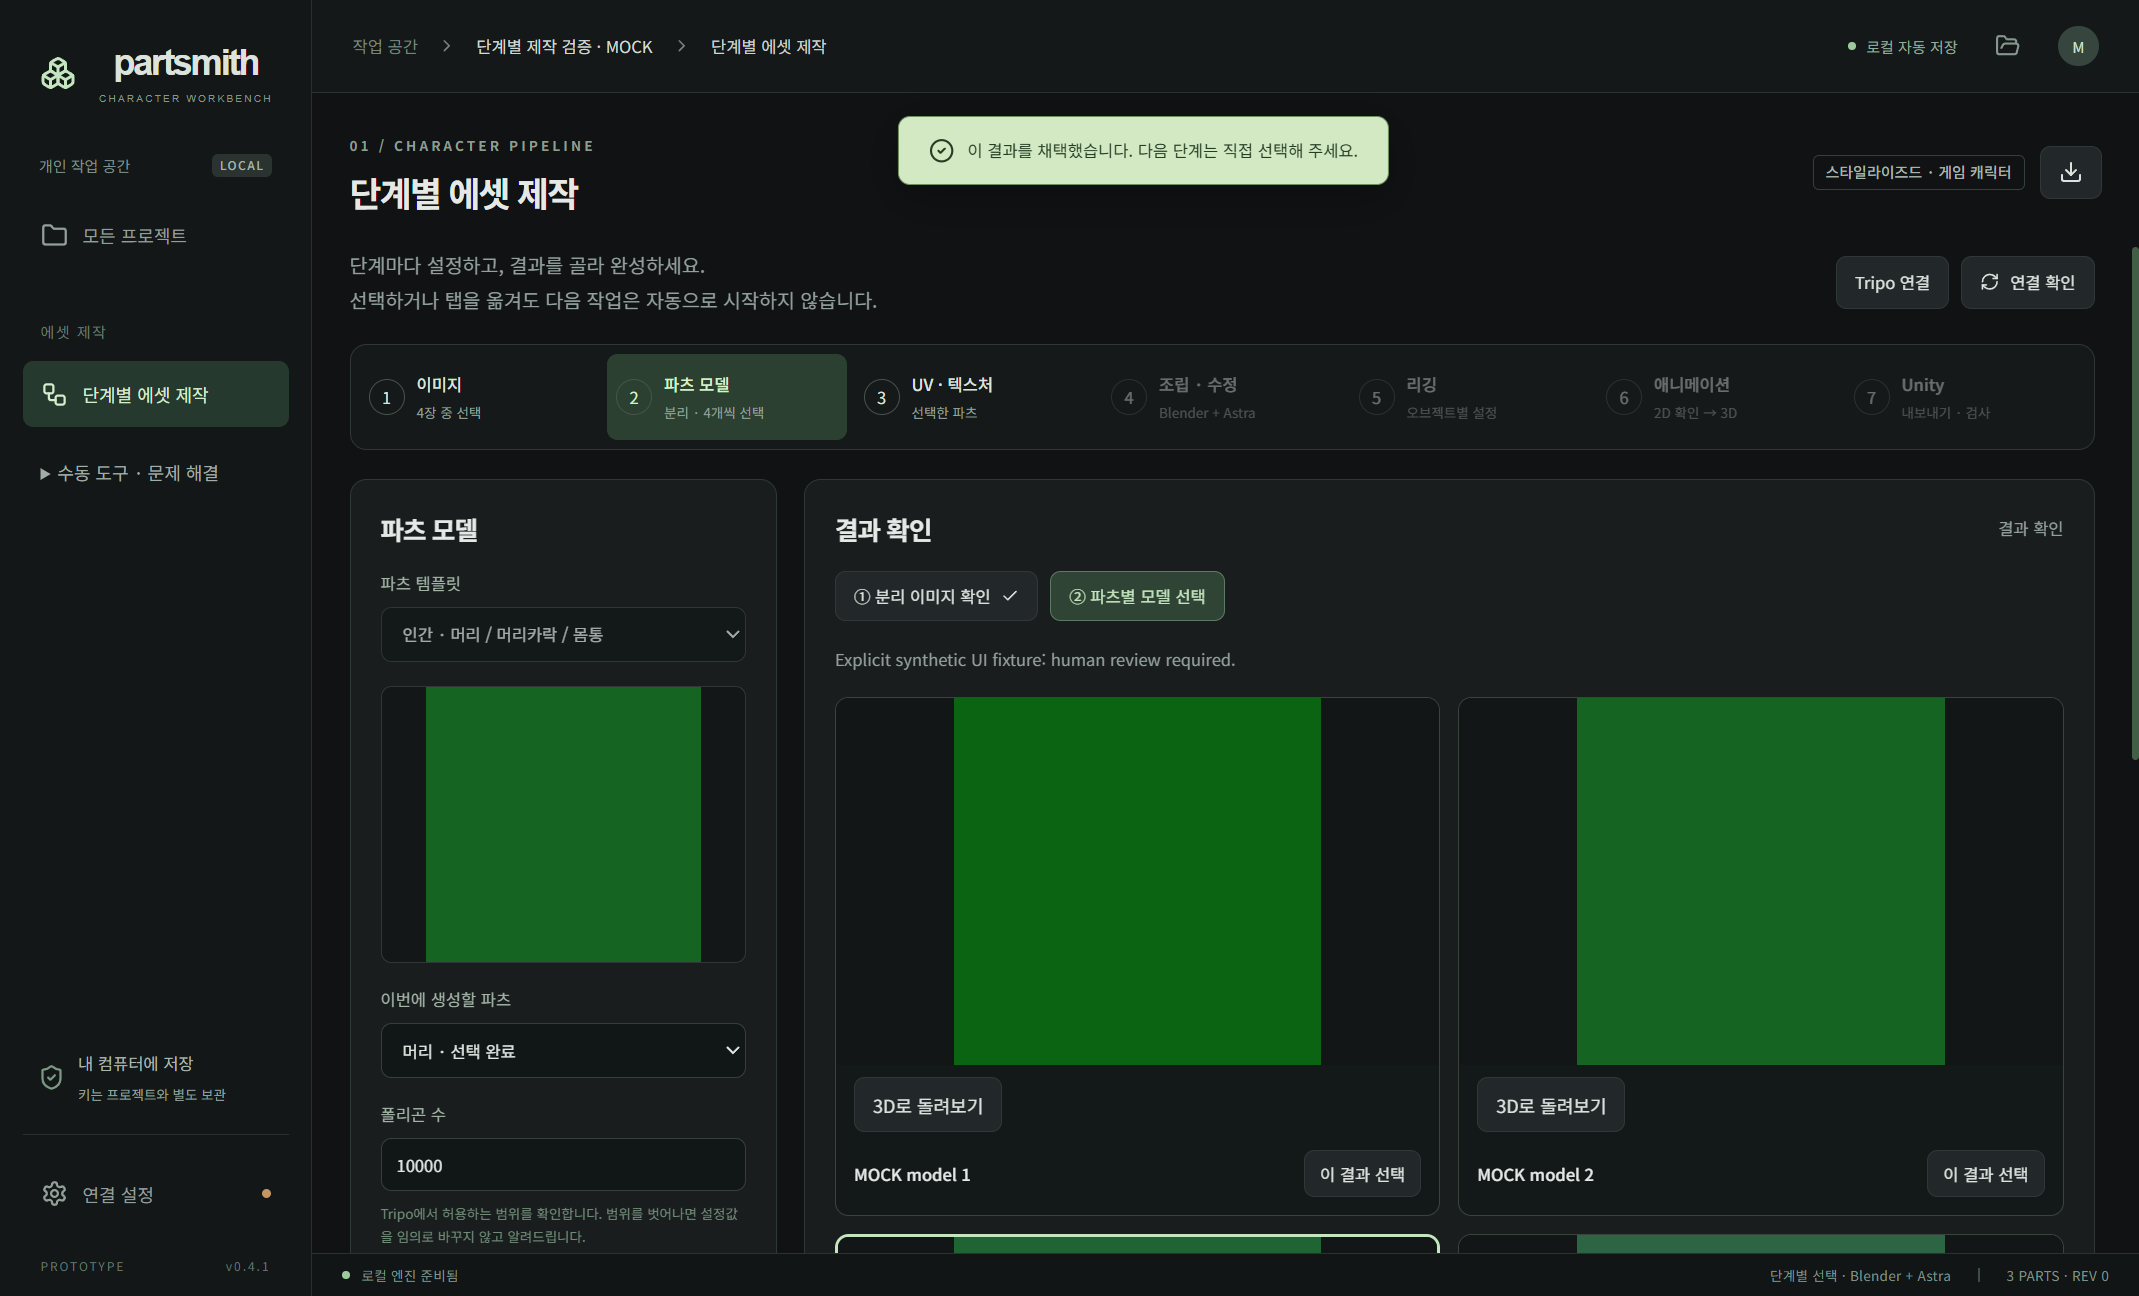 partsmith
CHARACTER WORKBENCH
개인 작업 공간
LOCAL
모든 프로젝트
에셋 제작
단계별 에셋 제작
▶ 수동 도구 · 문제 해결
내 컴퓨터에 저장
키는 프로젝트와 별도 보관
연결 설정
PROTOTYPE
v0.4.1
작업 공간 > 단계별 제작 검증 · MOCK > 단계별 에셋 제작
로컬 자동 저장
M
01 / CHARACTER PIPELINE
단계별 에셋 제작
이 결과를 채택했습니다. 다음 단계는 직접 선택해 주세요.
스타일라이즈드 · 게임 캐릭터
단계마다 설정하고, 결과를 골라 완성하세요.
선택하거나 탭을 옮겨도 다음 작업은 자동으로 시작하지 않습니다.
Tripo 연결
연결 확인
1
이미지
4장 중 선택
2
파츠 모델
분리 · 4개씩 선택
3
UV · 텍스처
선택한 파츠
4
조립 · 수정
Blender + Astra
5
리깅
오브젝트별 설정
6
애니메이션
2D 확인 → 3D
7
Unity
내보내기 · 검사
파츠 모델
파츠 템플릿
인간 · 머리 / 머리카락 / 몸통
이번에 생성할 파츠
머리 · 선택 완료
폴리곤 수
10000
Tripo에서 허용하는 범위를 확인합니다. 범위를 벗어나면 설정값
을 임의로 바꾸지 않고 알려드립니다.
결과 확인
결과 확인
① 분리 이미지 확인 ✓
② 파츠별 모델 선택
Explicit synthetic UI fixture: human review required.
3D로 돌려보기
MOCK model 1
이 결과 선택
3D로 돌려보기
MOCK model 2
이 결과 선택
로컬 엔진 준비됨
단계별 선택 · Blender + Astra
3 PARTS · REV 0